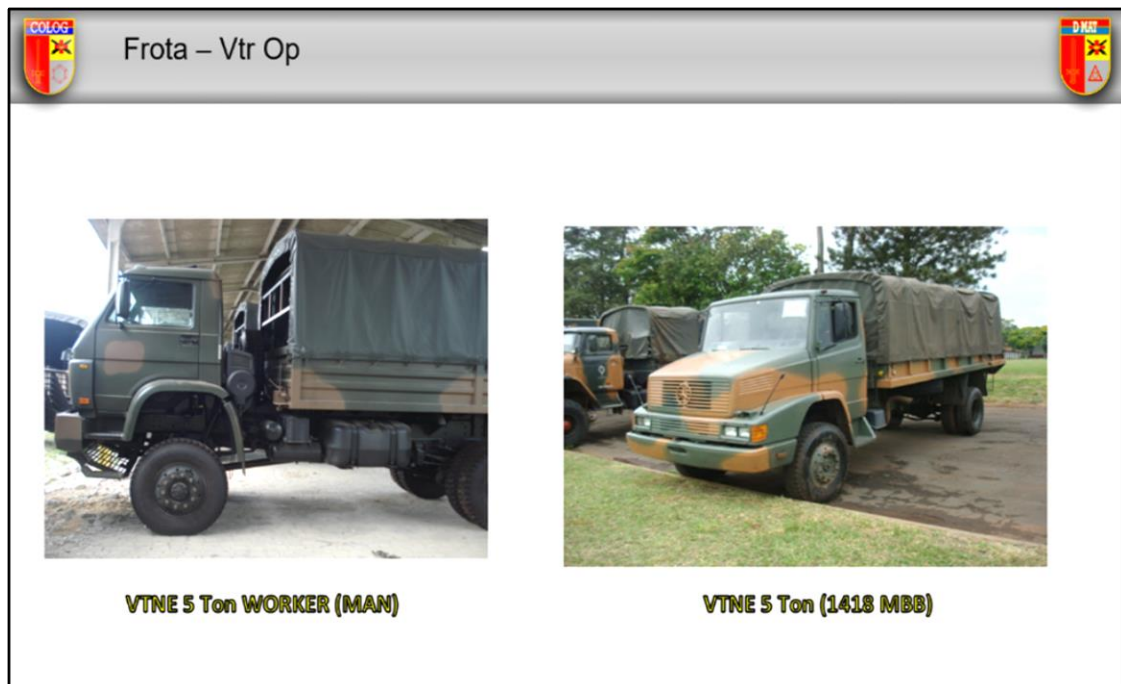 COLOG
Frota – Vtr Op
D MAT
VTNE 5 Ton WORKER (MAN)
VTNE 5 Ton (1418 MBB)